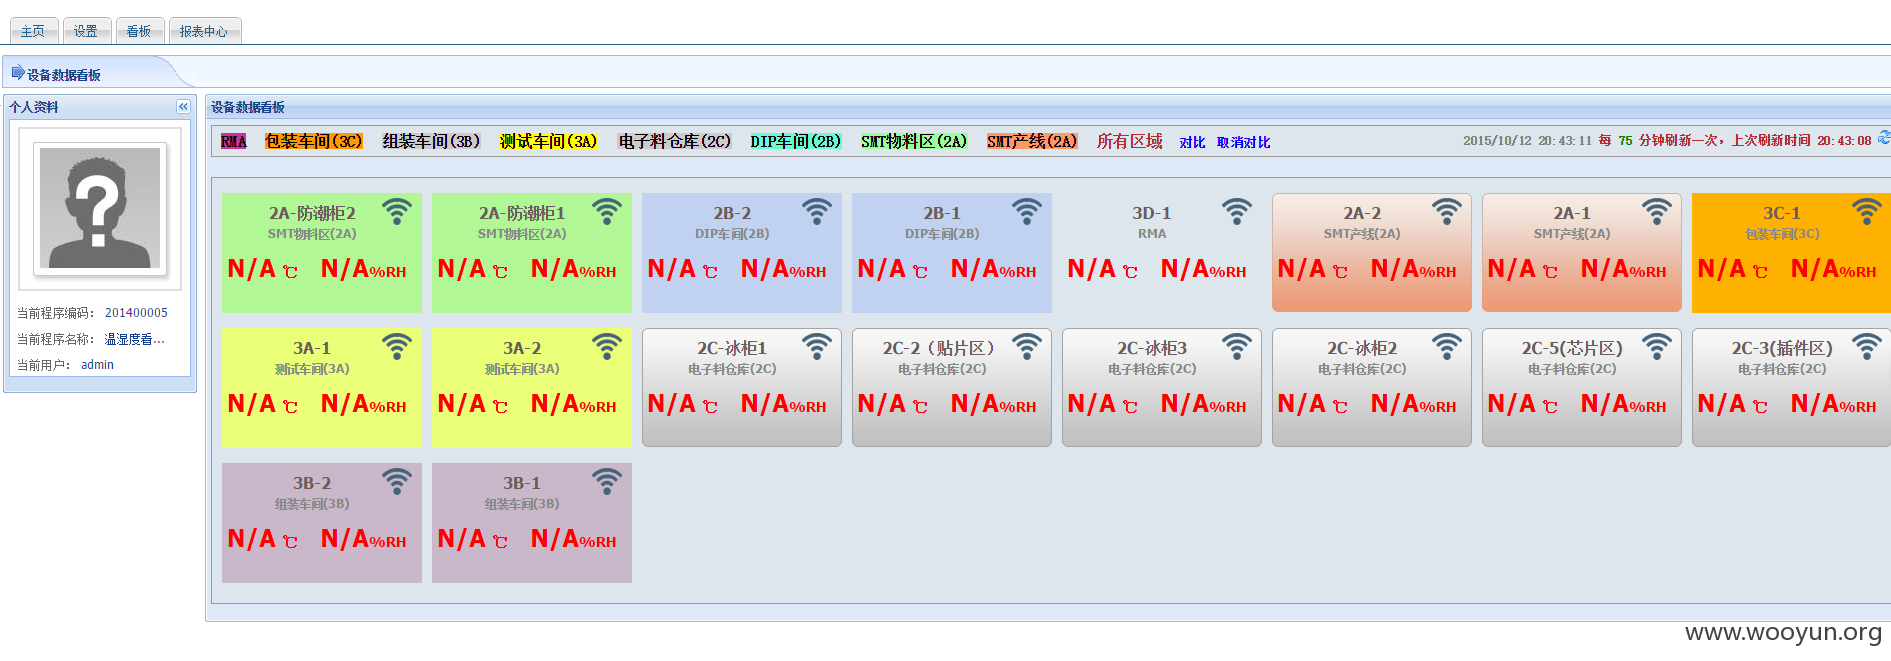 主页 设置 看板 报表中心
设备数据看板
个人资料
当前程序编码： 201400005
当前程序名称： 温湿度看...
当前用户： admin
设备数据看板
RMA 包装车间(3C) 组装车间(3B) 测试车间(3A) 电子料仓库(2C) DIP车间(2B) SMT物料区(2A) SMT产线(2A) 所有区域 对比 取消对比 2015/10/12 20:43:11 每 75 分钟刷新一次，上次刷新时间 20:43:08
2A-防潮柜2 2A-防潮柜1 2B-2 2B-1 3D-1 2A-2 2A-1 3C-1
SMT物料区(2A) SMT物料区(2A) DIP车间(2B) DIP车间(2B) RMA SMT产线(2A) SMT产线(2A) 包装车间(3C)
N/A ℃ N/A%RH N/A ℃ N/A%RH N/A ℃ N/A%RH N/A ℃ N/A%RH N/A ℃ N/A%RH N/A ℃ N/A%RH N/A ℃ N/A%RH N/A ℃ N/A%RH
3A-1 3A-2 2C-冰柜1 2C-2（贴片区） 2C-冰柜3 2C-冰柜2 2C-5(芯片区) 2C-3(插件区)
测试车间(3A) 测试车间(3A) 电子料仓库(2C) 电子料仓库(2C) 电子料仓库(2C) 电子料仓库(2C) 电子料仓库(2C) 电子料仓库(2C)
N/A ℃ N/A%RH N/A ℃ N/A%RH N/A ℃ N/A%RH N/A ℃ N/A%RH N/A ℃ N/A%RH N/A ℃ N/A%RH N/A ℃ N/A%RH N/A ℃ N/A%RH
3B-2 3B-1
组装车间(3B) 组装车间(3B)
N/A ℃ N/A%RH N/A ℃ N/A%RH
www.wooyun.org